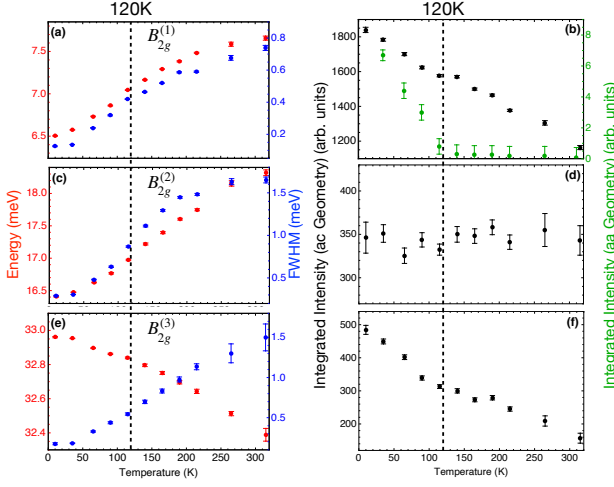 120K
120K
(a)
B2g(1)
7.5
7.0
6.5
0.8
0.6
0.4
0.2
(b)
1800
1600
1400
1200
8
6
4
2
0
(c)
B2g(2)
18.0
17.5
17.0
16.5
1.5
1.0
0.5
(d)
400
350
300
(e)
B2g(3)
33.0
32.8
32.6
32.4
1.5
1.0
0.5
(f)
500
400
300
200
Energy (meV)
FWHM (meV)
Integrated Intensity (ac Geometry) (arb. units)
Integrated Intensity (aa Geometry) (arb. units)
0 50 100 150 200 250 300
Temperature (K)
0 50 100 150 200 250 300
Temperature (K)